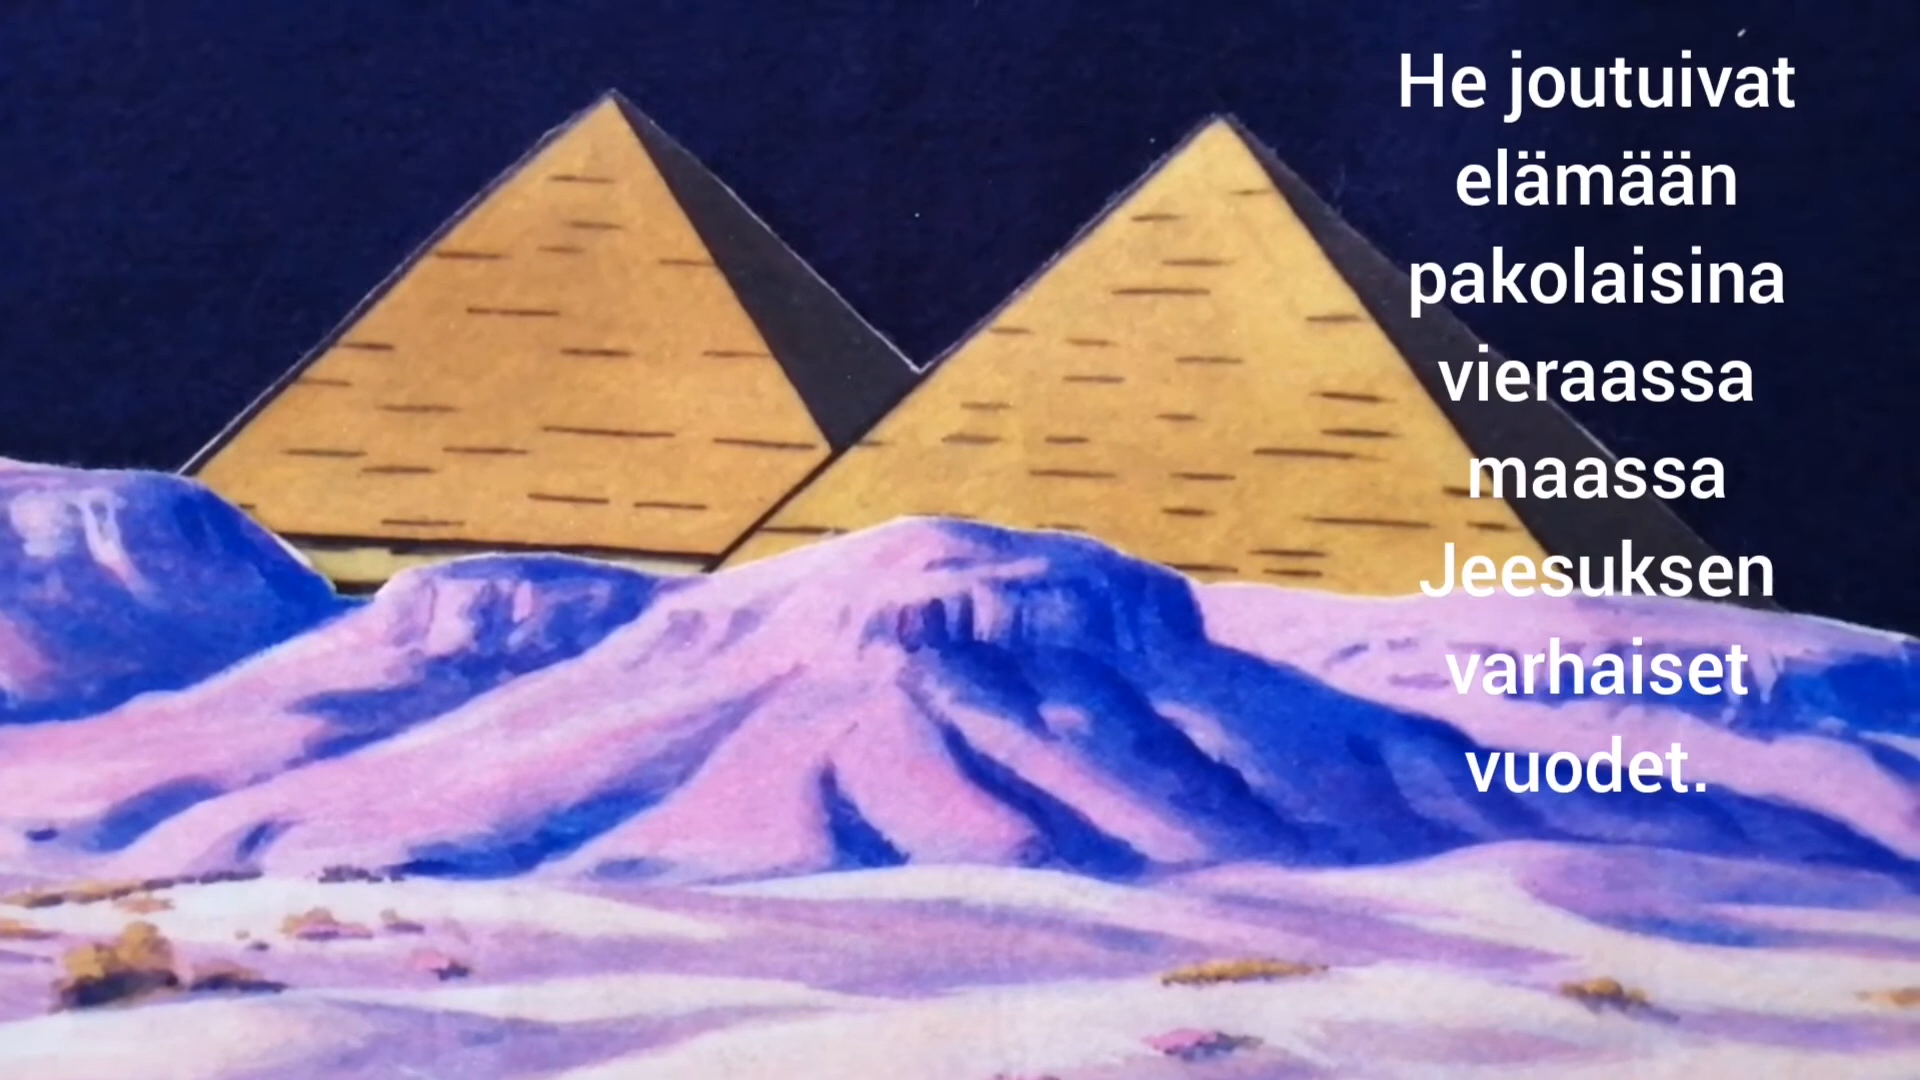 He joutuivat
elämään
pakolaisina
vieraassa
maassa
Jeesuksen
varhaiset
vuodet.